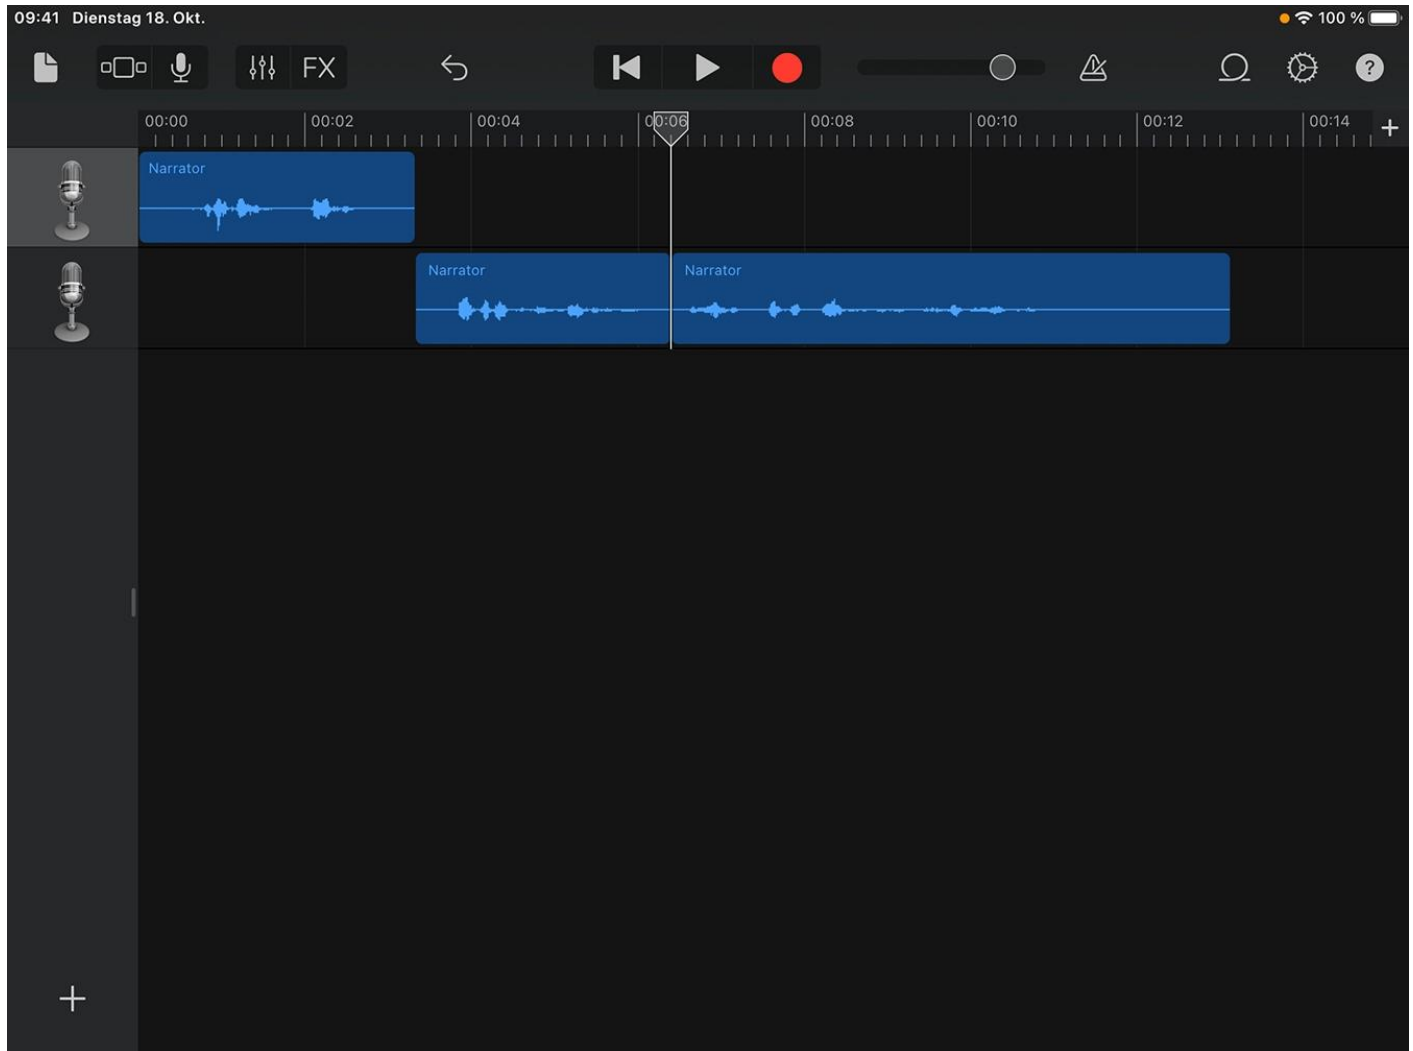 09:41 Dienstag 18. Okt. 100 %
FX ?
00:00 00:02 00:04 00:06 00:08 00:10 00:12 00:14 +
Narrator
Narrator Narrator
+